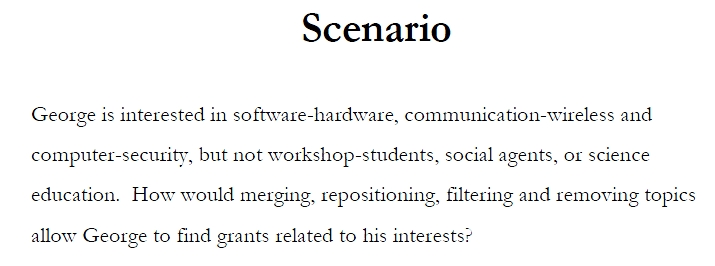 Scenario
George is interested in software-hardware, communication-wireless and
computer-security, but not workshop-students, social agents, or science
education.  How would merging, repositioning, filtering and removing topics
allow George to find grants related to his interests?